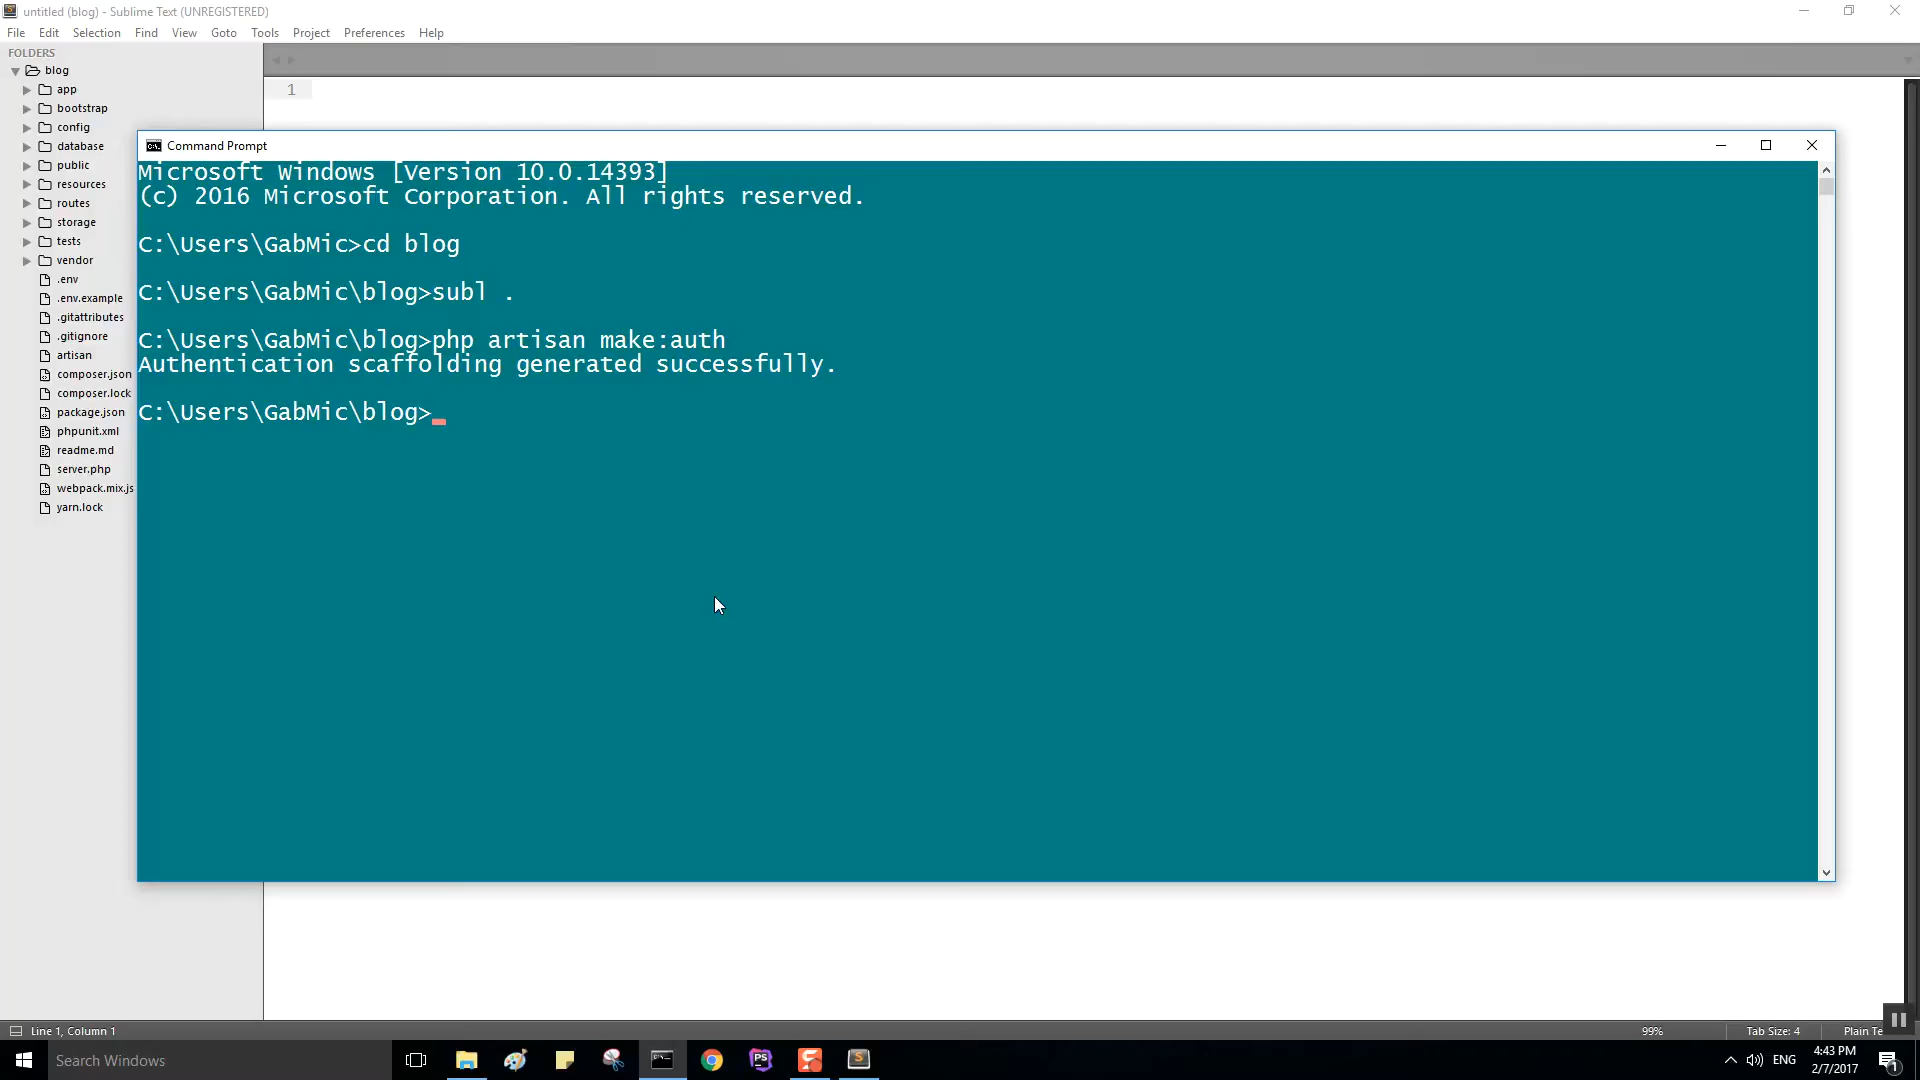 untitled (blog) - Sublime Text (UNREGISTERED)
File Edit Selection Find View Goto Tools Project Preferences Help
FOLDERS
blog
app
bootstrap
config
database
public
resources
routes
storage
tests
vendor
.env
.env.example
.gitattributes
.gitignore
artisan
composer.json
composer.lock
package.json
phpunit.xml
readme.md
server.php
webpack.mix.js
yarn.lock
1
Command Prompt
Microsoft Windows [Version 10.0.14393]
(c) 2016 Microsoft Corporation. All rights reserved.
C:\Users\GabMic>cd blog
C:\Users\GabMic\blog>subl .
C:\Users\GabMic\blog>php artisan make:auth
Authentication scaffolding generated successfully.
C:\Users\GabMic\blog>
Line 1, Column 1
99%
Tab Size: 4
Plain Te
Search Windows
PS
S
ENG
4:43 PM
2/7/2017
1